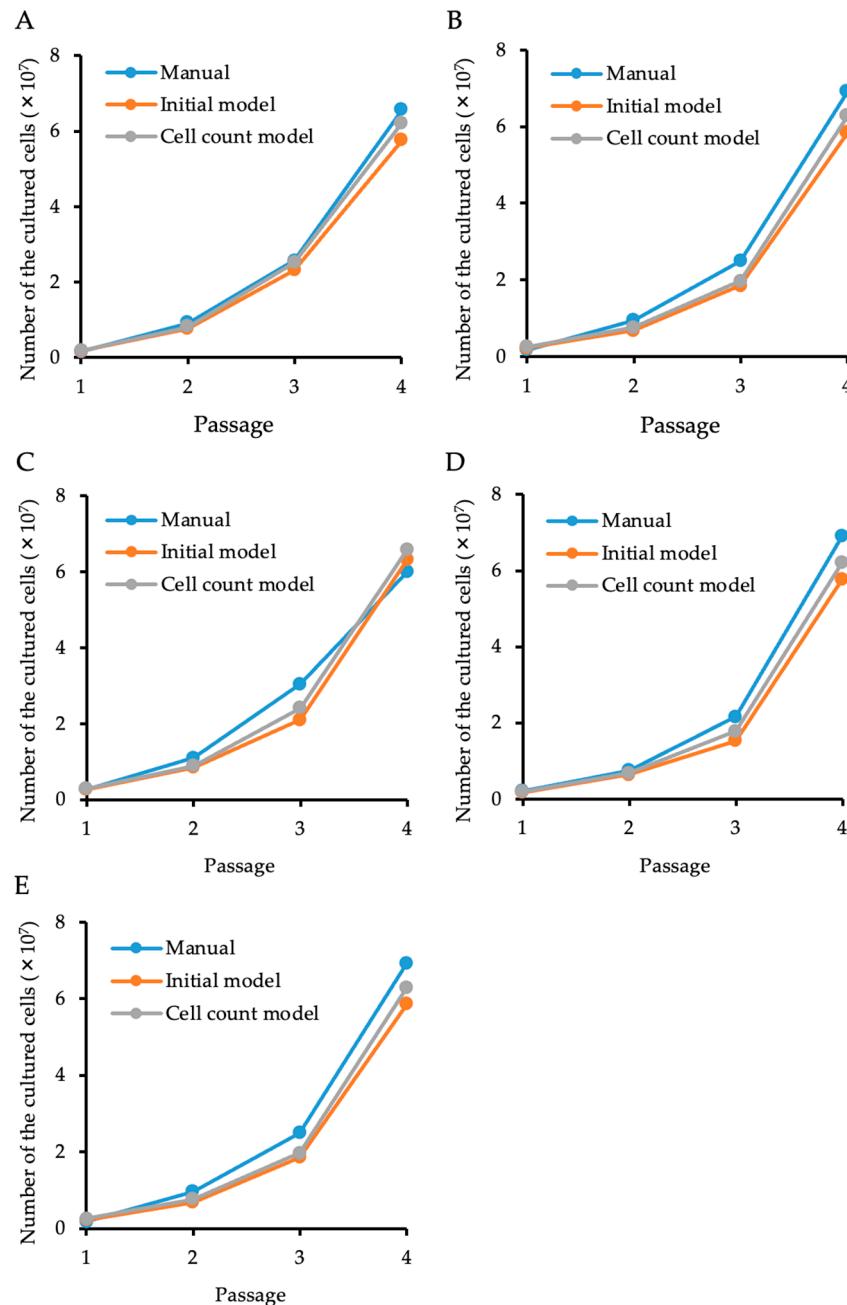 A
Number of the cultured cells (×10⁷)
8
6
4
2
0
Manual
Initial model
Cell count model
1 2 3 4
Passage
B
Number of the cultured cells (×10⁷)
8
6
4
2
0
Manual
Initial model
Cell count model
1 2 3 4
Passage
C
Number of the cultured cells (×10⁷)
8
6
4
2
0
Manual
Initial model
Cell count model
1 2 3 4
Passage
D
Number of the cultured cells (×10⁷)
8
6
4
2
0
Manual
Initial model
Cell count model
1 2 3 4
Passage
E
Number of the cultured cells (×10⁷)
8
6
4
2
0
Manual
Initial model
Cell count model
1 2 3 4
Passage